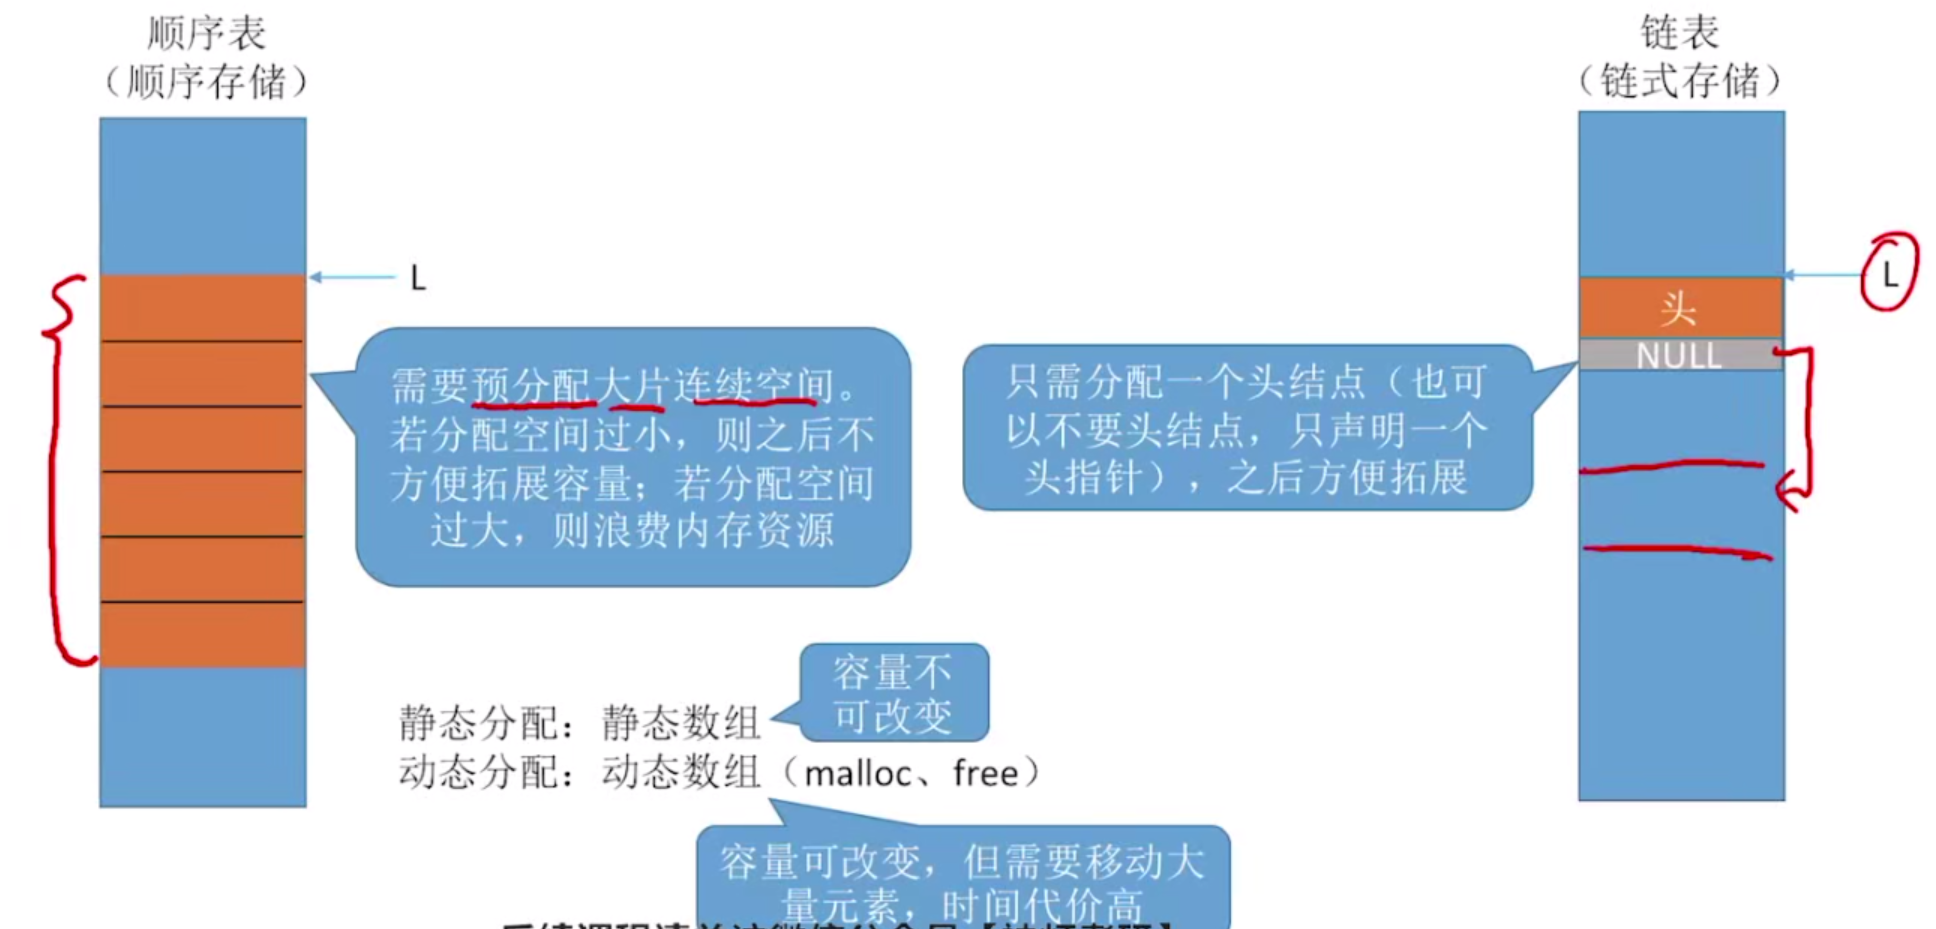 顺序表
（顺序存储）
链表
（链式存储）
L
L
头
NULL
需要预分配大片连续空间。
若分配空间过小，则之后不
方便拓展容量；若分配空间
过大，则浪费内存资源
只需分配一个头结点（也可
以不要头结点，只声明一个
头指针），之后方便拓展
容量不
可改变
静态分配：静态数组
动态分配：动态数组（malloc、free）
容量可改变，但需要移动大
量元素，时间代价高